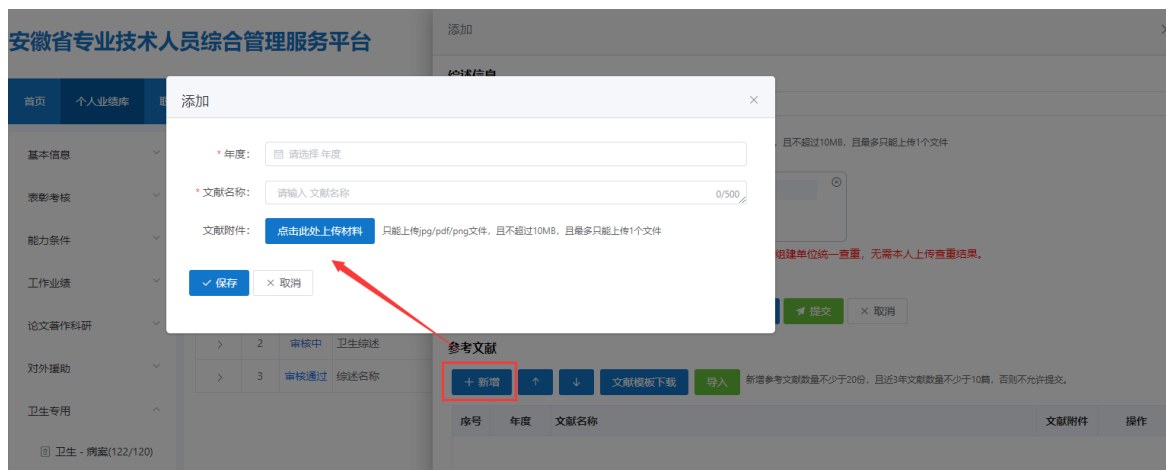 安徽省专业技术人员综合管理服务平台
添加
综述信息
首页 个人业绩库
添加
且不超过10MB，且最多只能上传1个文件
基本信息
* 年度： 请选择 年度
表彰考核
* 文献名称： 请输入 文献名称 0/500
能力条件
文献附件： 点击此处上传材料 只能上传jpg/pdf/png文件，且不超过10MB，且最多只能上传1个文件
组建单位统一查重，无需本人上传查重结果。
工作业绩
保存 取消
提交 取消
论文著作科研
2 审核中 卫生综述
参考文献
对外援助
3 审核通过 综述名称
+ 新增 ↑ ↓ 文献模板下载 导入 新增参考文献数量不少于20份，且近3年文献数量不少于10篇，否则不允许提交。
卫生专用
序号 年度 文献名称 文献附件 操作
卫生 - 病案(122/120)